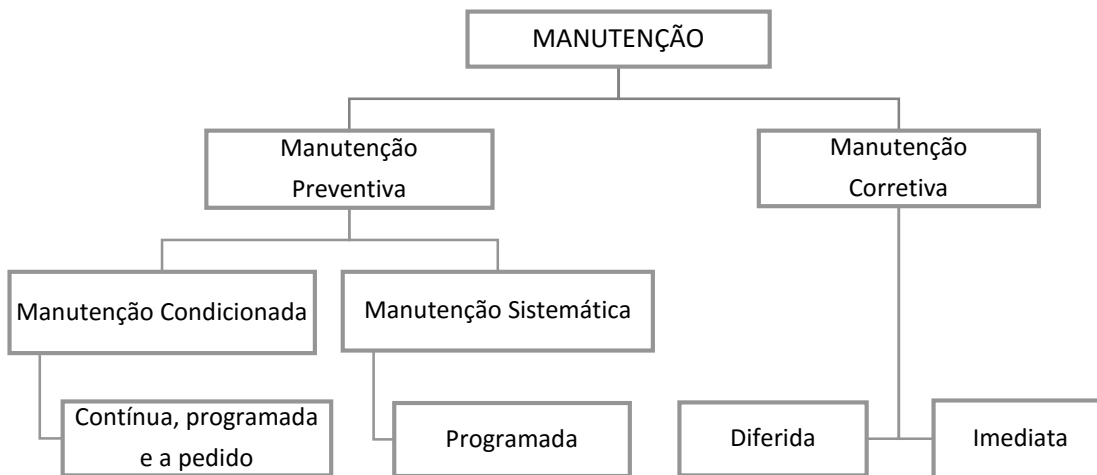 MANUTENÇÃO
Manutenção
Preventiva
Manutenção
Corretiva
Manutenção Condicionada
Manutenção Sistemática
Contínua, programada
e a pedido
Programada
Diferida
Imediata